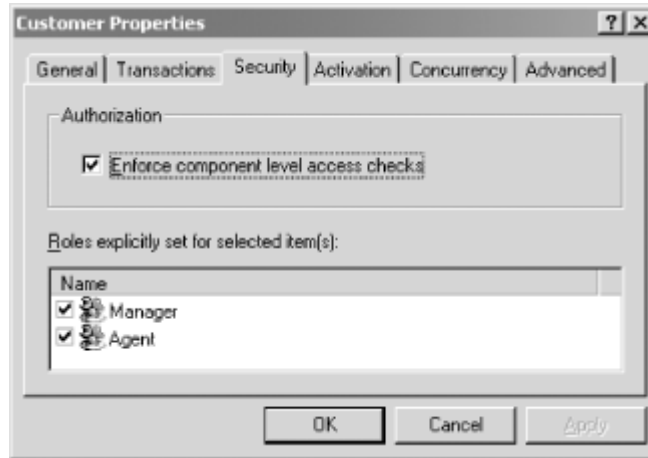 Customer Properties
General Transactions Security Activation Concurrency Advanced
Authorization
Enforce component level access checks
Roles explicitly set for selected item(s):
Name
Manager
Agent
OK Cancel Apply